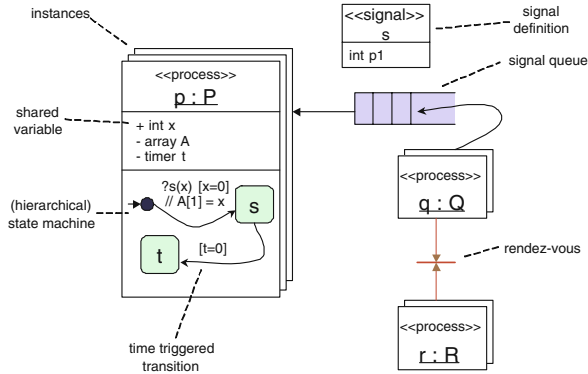 instances
<<signal>>
s
int p1
signal
definition
signal queue
<<process>>
p : P
shared
variable
+ int x
- array A
- timer t
(hierarchical)
state machine
?s(x) [x=0]
// A[1] = x
s
t
[t=0]
time triggered
transition
<<process>>
q : Q
rendez-vous
<<process>>
r : R